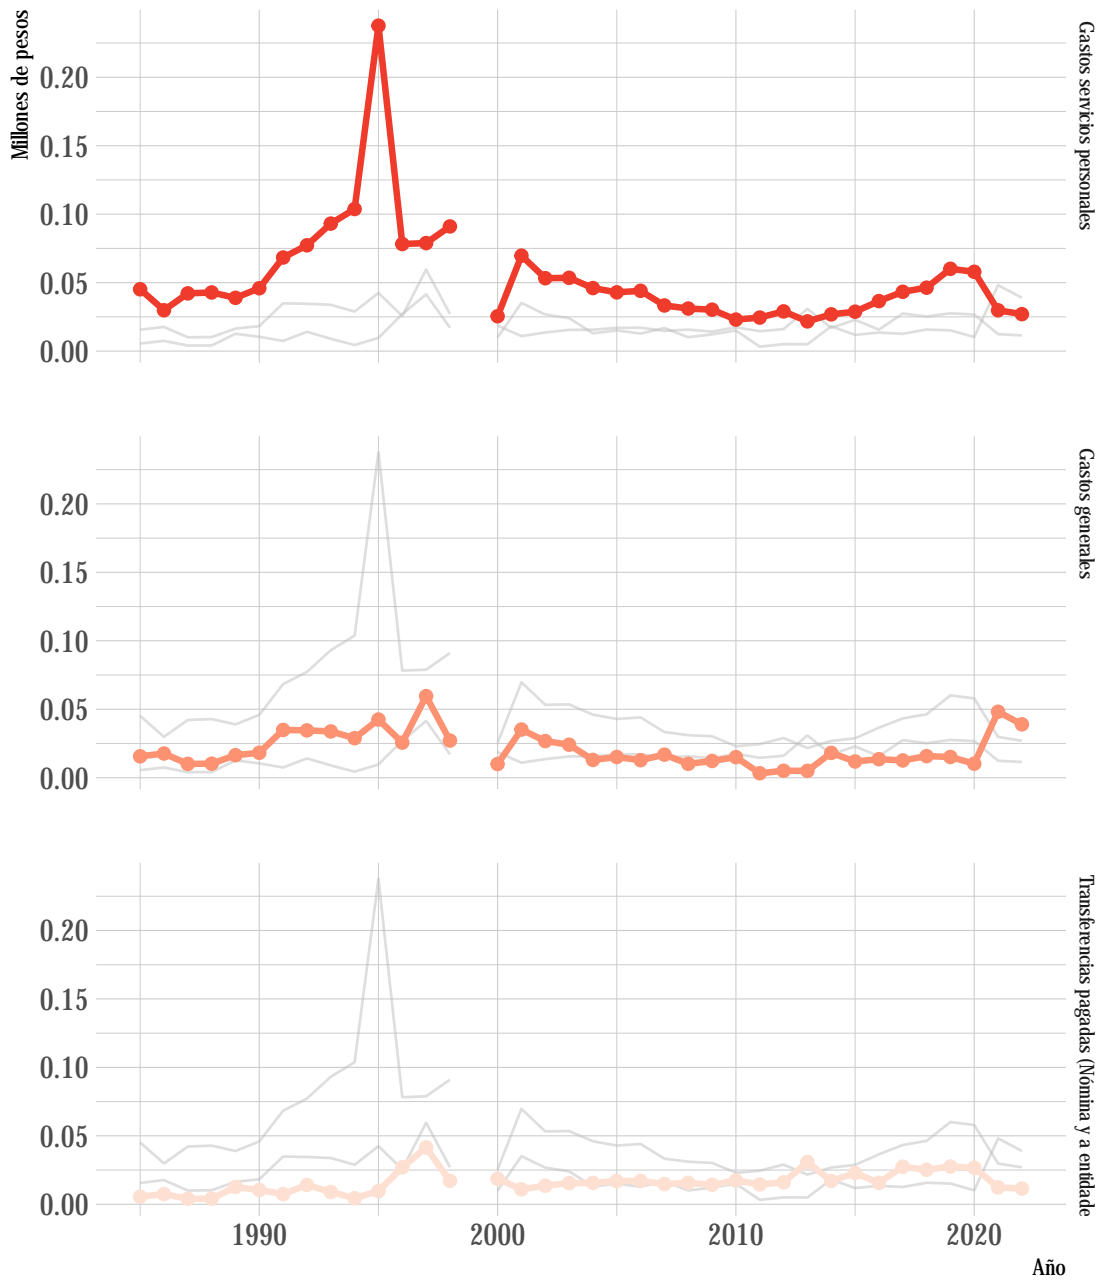 Millones de pesos
0.20
0.15
0.10
0.05
0.00
Gastos servicios personales
0.20
0.15
0.10
0.05
0.00
Gastos generales
0.20
0.15
0.10
0.05
0.00
Transferencias pagadas (Nómina y a entidade
1990 2000 2010 2020
Año